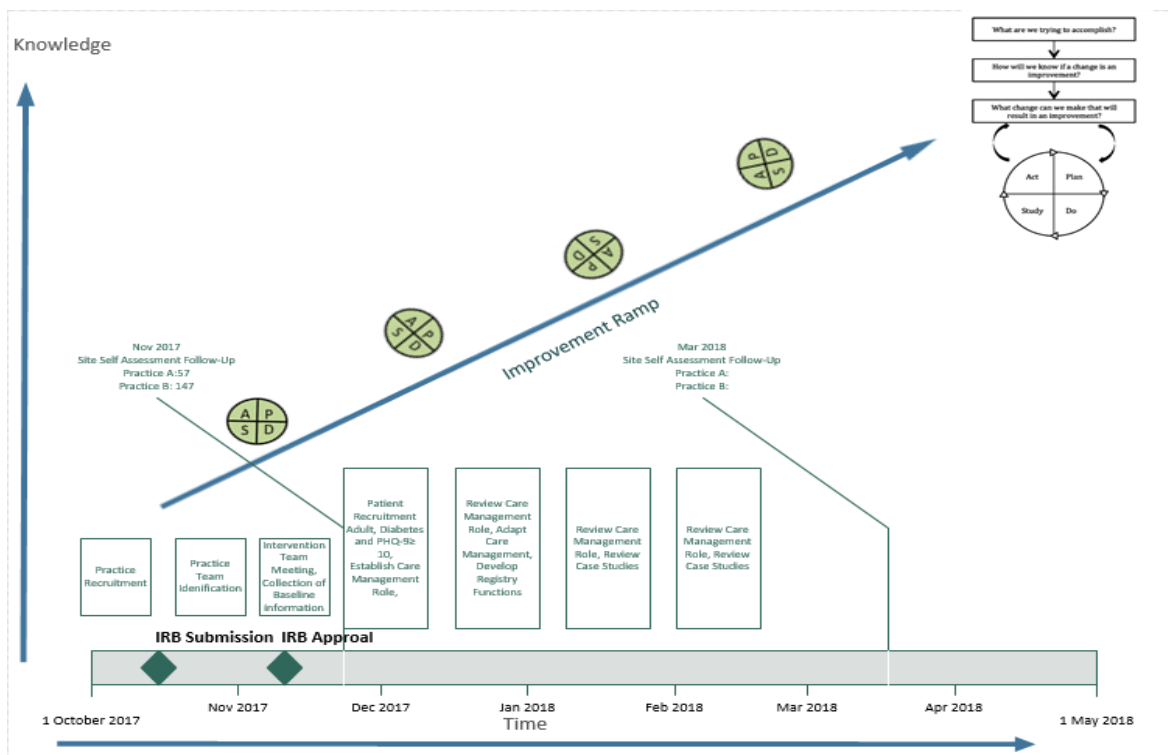 Knowledge
What are we trying to accomplish?
How will we know if a change is an
improvement?
What change can we make that will
result in an improvement?
Act
Plan
Study
Do
A P
S D
A P
S D
S A
D P
P D
A S
Improvement Ramp
Nov 2017
Site Self Assessment Follow-Up
Practice A:57
Practice B: 147
Mar 2018
Site Self Assessment Follow-Up
Practice A:
Practice B:
Practice
Recruitment
Practice
Team
Idenification
Intervention
Team
Meeting,
Collection of
Baseline
information
Patient
Recruitment
Adult, Diabetes
and PHQ-9≥
10,
Establish Care
Management
Role,
Review Care
Management
Role, Adapt
Care
Management,
Develop
Registry
Functions
Review Care
Management
Role, Review
Case Studies
Review Care
Management
Role, Review
Case Studies
IRB Submission IRB Approal
1 October 2017
Nov 2017
Dec 2017
Jan 2018
Feb 2018
Mar 2018
Apr 2018
1 May 2018
Time